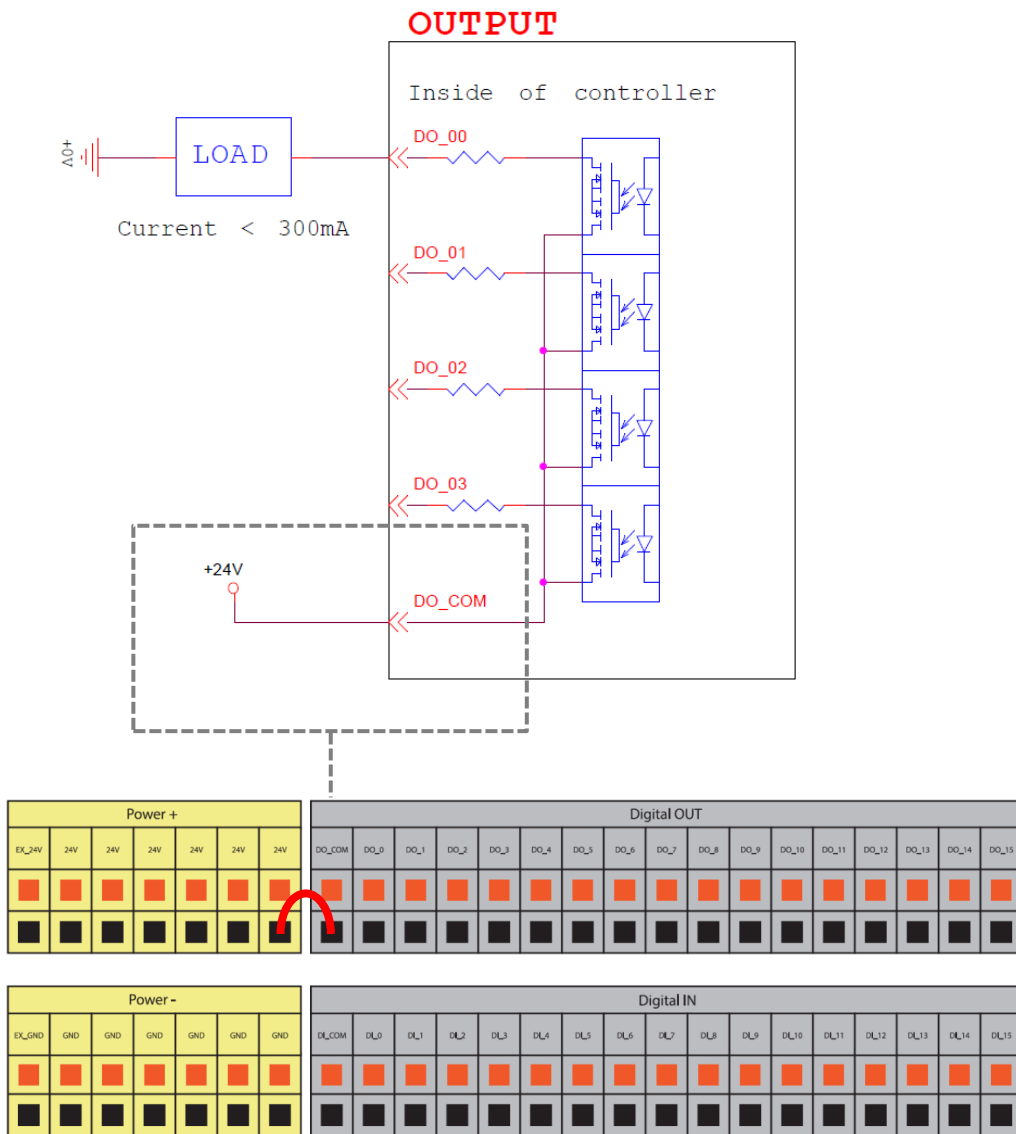 OUTPUT
Inside of controller
DO_00
+0V
LOAD
Current < 300mA
DO_01
DO_02
DO_03
+24V
DO_COM
Power +
Digital OUT
EX_24V 24V 24V 24V 24V 24V 24V DO_COM DO_0 DO_1 DO_2 DO_3 DO_4 DO_5 DO_6 DO_7 DO_8 DO_9 DO_10 DO_11 DO_12 DO_13 DO_14 DO_15
Power -
Digital IN
EX_GND GND GND GND GND GND GND DI_COM DI_0 DI_1 DI_2 DI_3 DI_4 DI_5 DI_6 DI_7 DI_8 DI_9 DI_10 DI_11 DI_12 DI_13 DI_14 DI_15